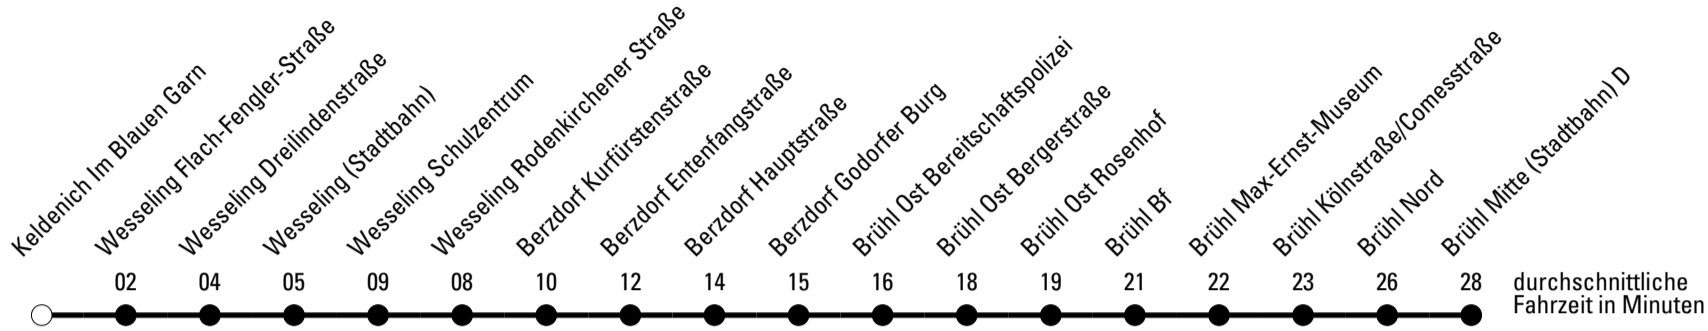 Keldenich Im Blauen Garn
Wesseling Flach-Fengler-Straße
Wesseling Dreilindenstraße
Wesseling (Stadtbahn)
Wesseling Schulzentrum
Wesseling Rodenkirchener Straße
Berzdorf Kurfürstenstraße
Berzdorf Entenfangstraße
Berzdorf Hauptstraße
Berzdorf Godorfer Burg
Brühl Ost Bereitschaftspolizei
Brühl Ost Bergerstraße
Brühl Ost Rosenhof
Brühl Bf
Brühl Max-Ernst-Museum
Brühl Kölnstraße/Comesstraße
Brühl Nord
Brühl Mitte (Stadtbahn) D
02 04 05 09 08 10 12 14 15 16 18 19 21 22 23 26 28
durchschnittliche
Fahrzeit in Minuten